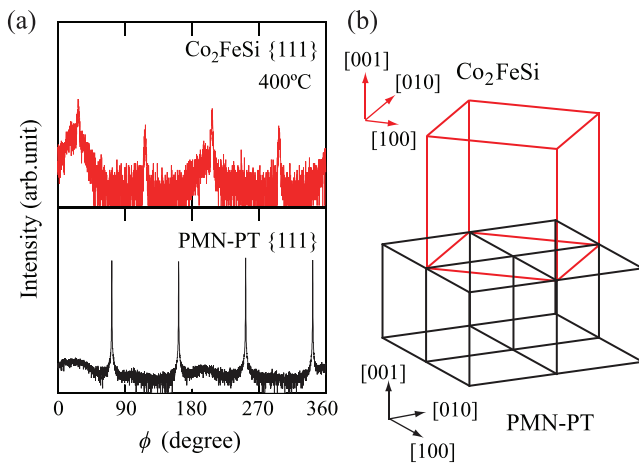 (a)
Co₂FeSi {111}
400ºC
PMN-PT {111}
Intensity (arb.unit)
0 90 180 270 360
ϕ (degree)
(b)
[001]
[010]
[100]
Co₂FeSi
[001]
[010]
[100]
PMN-PT